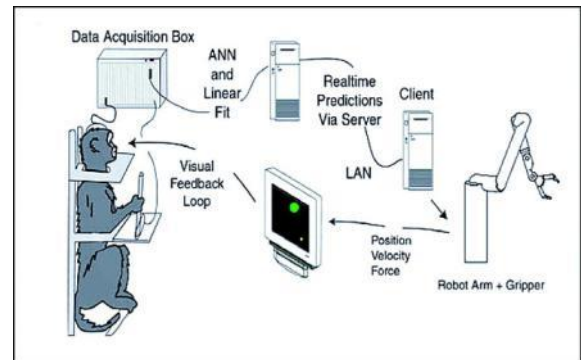 Data Acquisition Box
ANN
and
Linear
Fit
Realtime
Predictions
Via Server
Client
LAN
Visual
Feedback
Loop
Position
Velocity
Force
Robot Arm + Gripper